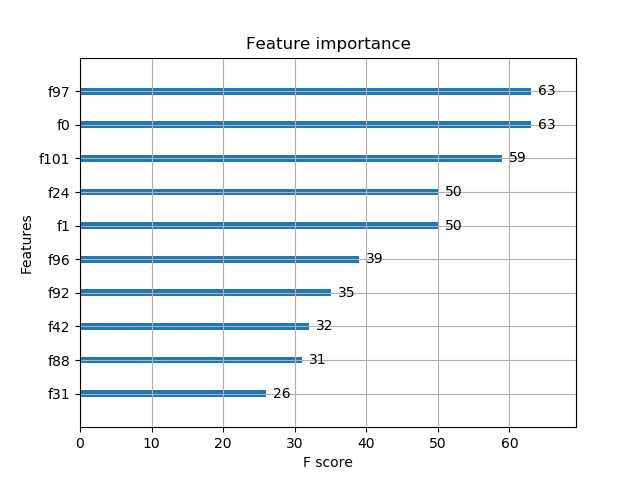 Feature importance
f97 63
f0 63
f101 59
f24 50
f1 50
f96 39
f92 35
f42 32
f88 31
f31 26
0 10 20 30 40 50 60
F score
Features